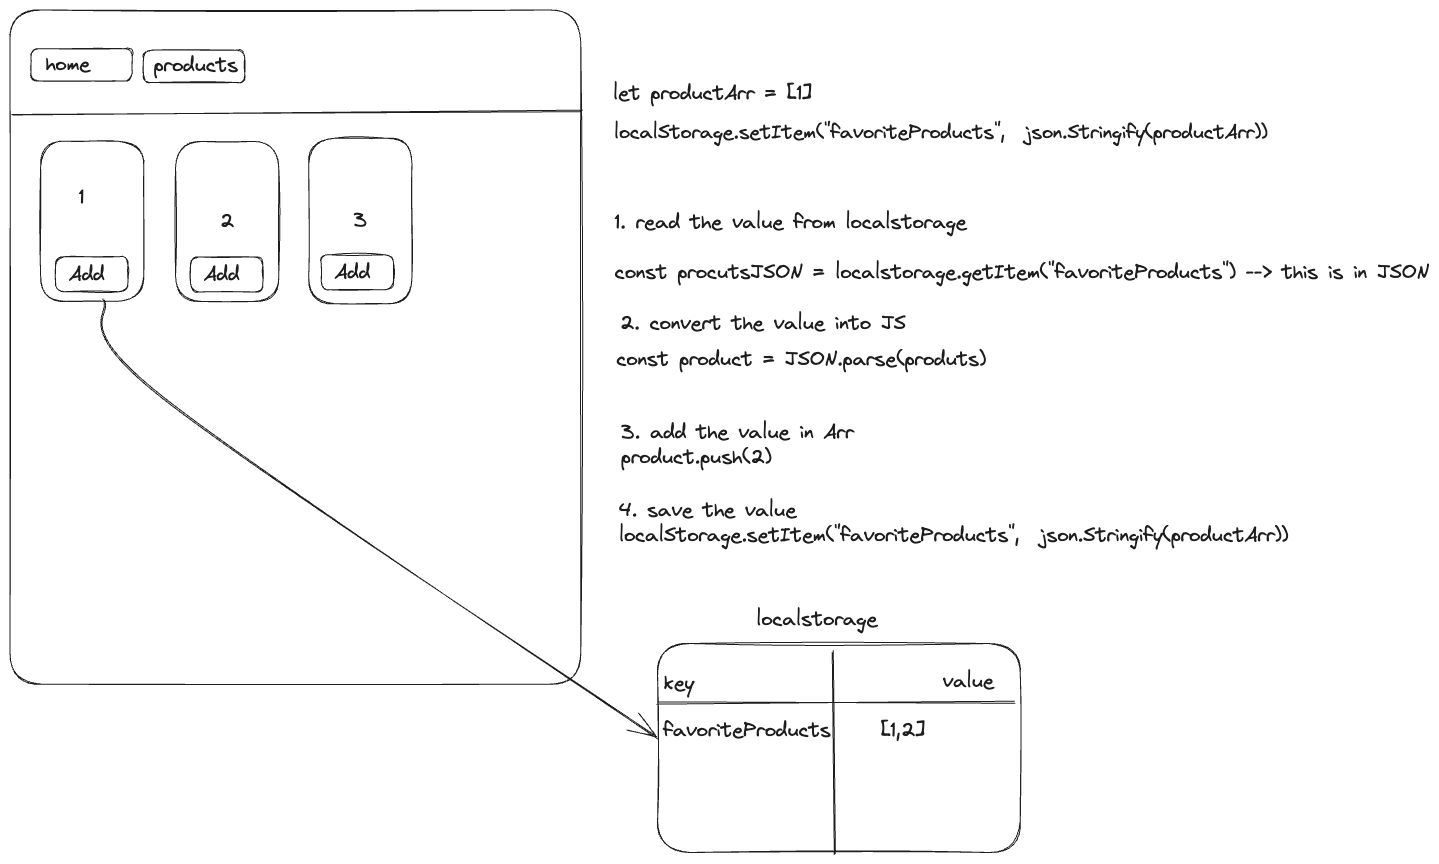 home
products
1
2
3
Add
Add
Add
let productArr = [1]
localStorage.setItem("favoriteProducts", json.Stringify(productArr))
1. read the value from localstorage
const procutsJSON = localstorage.getItem("favoriteProducts") --> this is in JSON
2. convert the value into JS
const product = JSON.parse(produts)
3. add the value in Arr
product.push(2)
4. save the value
localStorage.setItem("favoriteProducts", json.Stringify(productArr))
localstorage
key value
favoriteProducts [1,2]